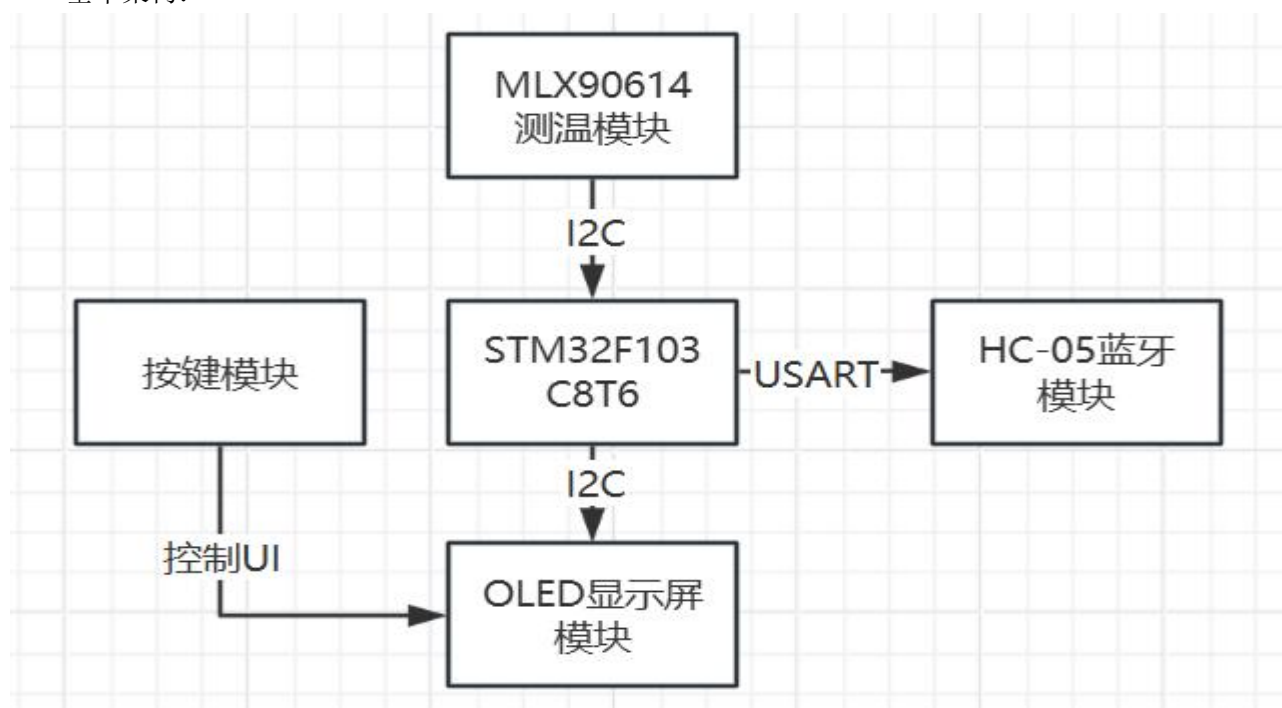 MLX90614
测温模块
I2C
按键模块
STM32F103
C8T6
USART
HC-05蓝牙
模块
I2C
控制UI
OLED显示屏
模块